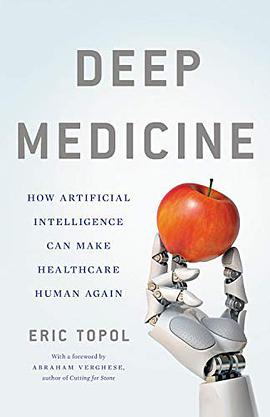 DEEP
MEDICINE
HOW ARTIFICIAL
INTELLIGENCE
CAN MAKE
HEALTHCARE
HUMAN AGAIN
ERIC TOPOL
With a foreword by
ABRAHAM VERGHESE,
author of Cutting for Stone